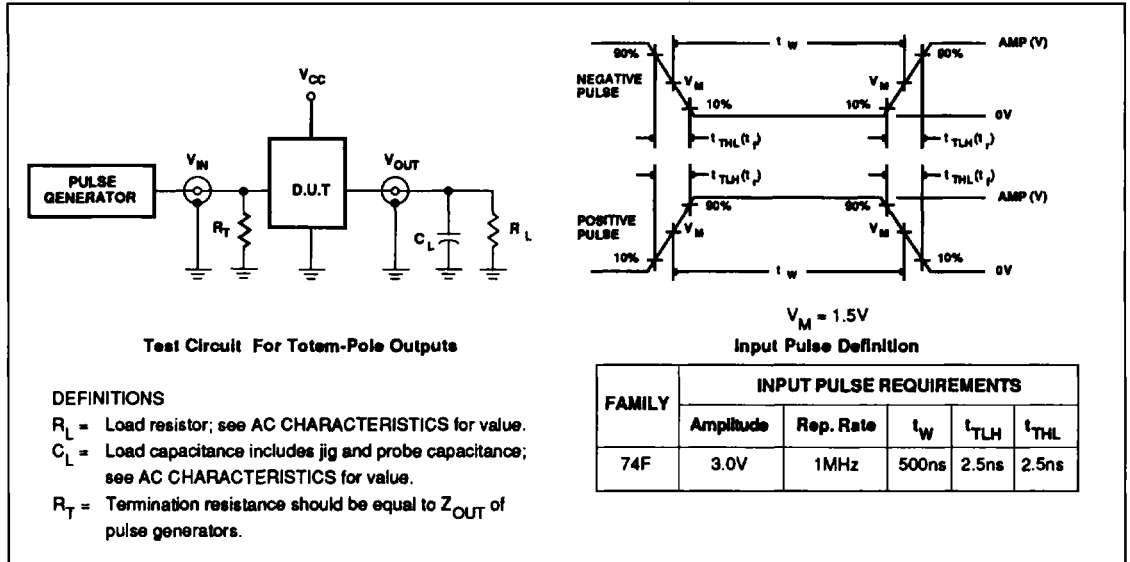 V_CC
PULSE GENERATOR
V_IN
R_T
D.U.T
V_OUT
C_L
R_L
Test Circuit For Totem-Pole Outputs
DEFINITIONS
R_L = Load resistor; see AC CHARACTERISTICS for value.
C_L = Load capacitance includes jig and probe capacitance;
see AC CHARACTERISTICS for value.
R_T = Termination resistance should be equal to Z_OUT of
pulse generators.
90%
t_W
90%
AMP (V)
NEGATIVE
PULSE
V_M
V_M
10%
10%
0V
t_THL(t_f)
t_TLH(t_r)
t_TLH(t_r)
t_THL(t_f)
AMP (V)
90%
90%
POSITIVE
PULSE
V_M
V_M
10%
10%
t_W
0V
V_M = 1.5V
Input Pulse Definition
FAMILY
INPUT PULSE REQUIREMENTS
Amplitude Rep. Rate t_W t_TLH t_THL
74F 3.0V 1MHz 500ns 2.5ns 2.5ns